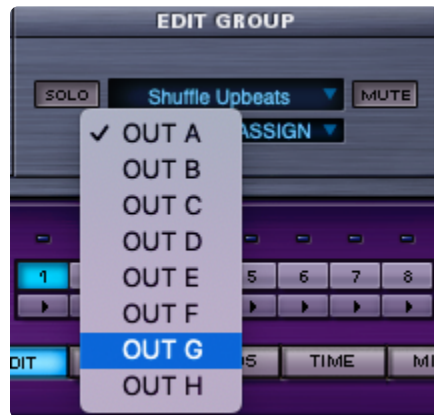 EDIT GROUP
SOLO Shuffle Upbeats MUTE
ASSIGN
✓ OUT A
OUT B
OUT C
OUT D
OUT E
OUT F
OUT G
OUT H
1 5 6 7 8
TIME